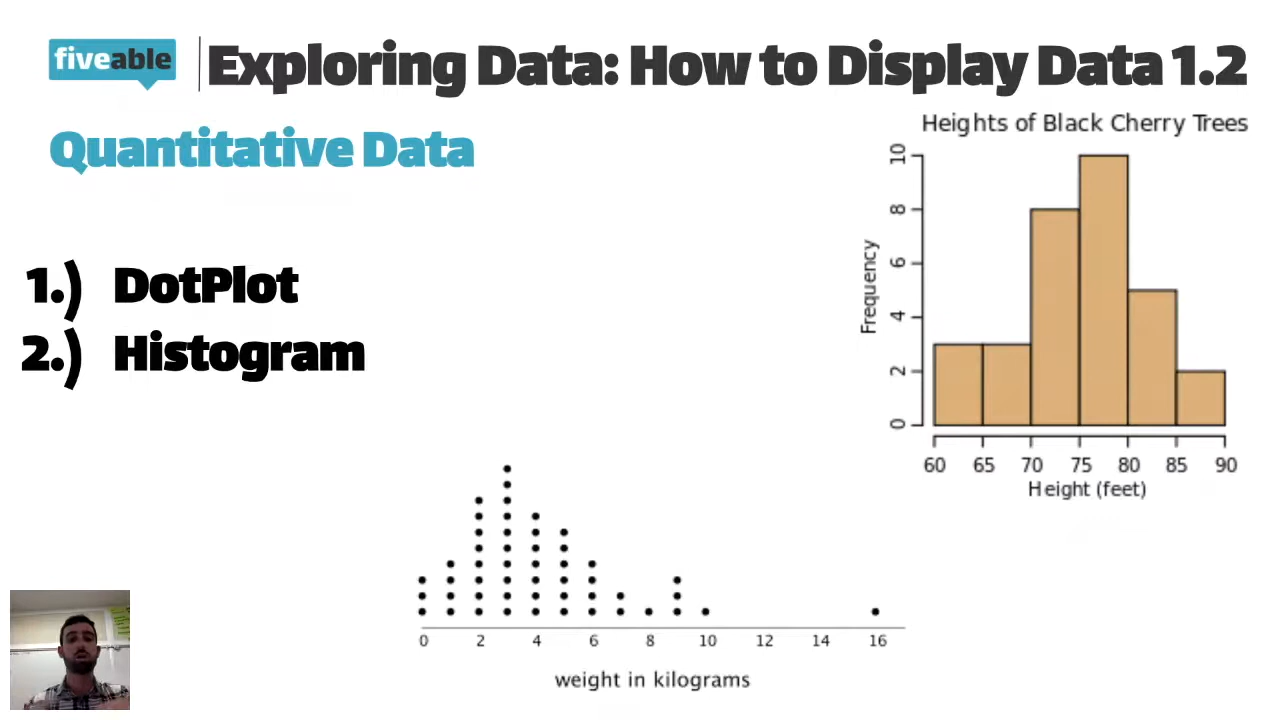 fiveable
Exploring Data: How to Display Data 1.2
Quantitative Data
1.) DotPlot
2.) Histogram
Heights of Black Cherry Trees
Frequency
10
8
6
4
2
0
60 65 70 75 80 85 90
Height (feet)
0 2 4 6 8 10 12 14 16
weight in kilograms